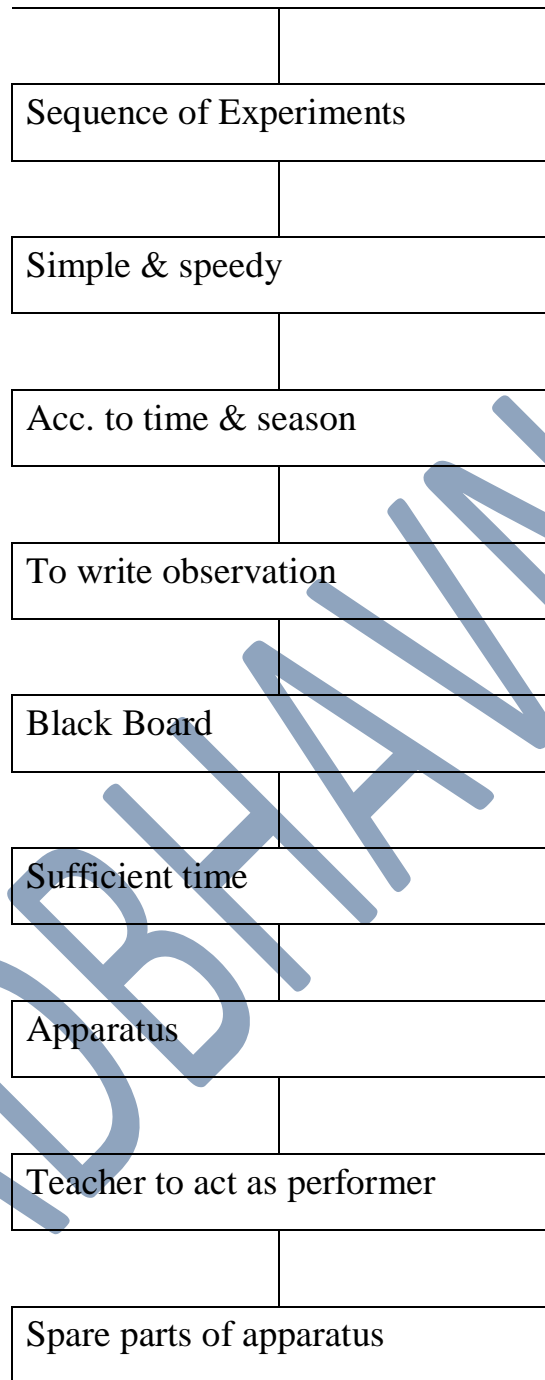 Sequence of Experiments
Simple & speedy
Acc. to time & season
To write observation
Black Board
Sufficient time
Apparatus
Teacher to act as performer
Spare parts of apparatus